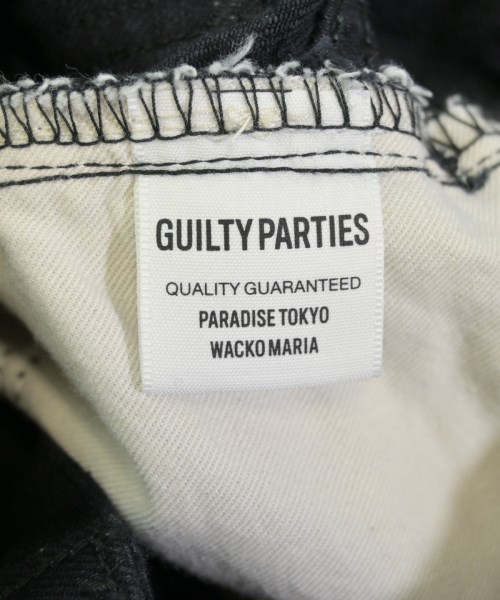 GUILTY PARTIES
QUALITY GUARANTEED
PARADISE TOKYO
WACKO MARIA